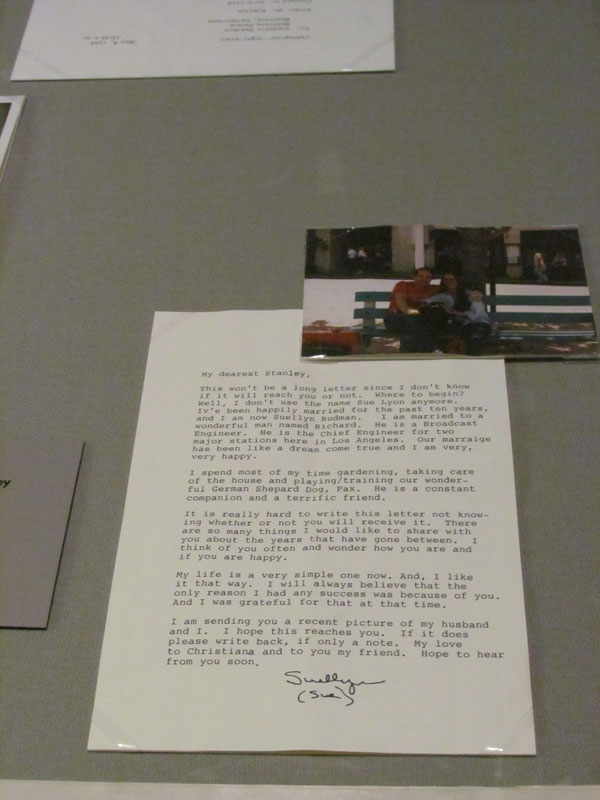 My dearest Stanley,
This won't be a long letter since I don't know
if it will reach you or not. Where to begin?
Well, I don't use the name Sue Lyon anymore.
Iv'e been happily married for the past ten years,
and I am now Suellyn Rudman. I am married to a
wonderful man named Richard. He is a Broadcast
Engineer. He is the Chief Engineer for two
major stations here in Los Angeles. Our marraige
has been like a dream come true and I am very,
very happy.
I spend most of my time gardening, taking care
of the house and playing/training our wonder-
ful German Shepard Dog, Pax. He is a constant
companion and a terrific friend.
It is really hard to write this letter not know-
ing whether or not you will receive it. There
are so many things I would like to share with
you about the years that have gone between. I
think of you often and wonder how you are and
if you are happy.
My life is a very simple one now. And, I like
it that way. I will always believe that the
only reason I had any success was because of you.
And I was grateful for that at that time.
I am sending you a recent picture of my husband
and I. I hope this reaches you. If it does
please write back, if only a note. My love
to Christiana and to you my friend. Hope to hear
from you soon.
Suellyn
(Sue)